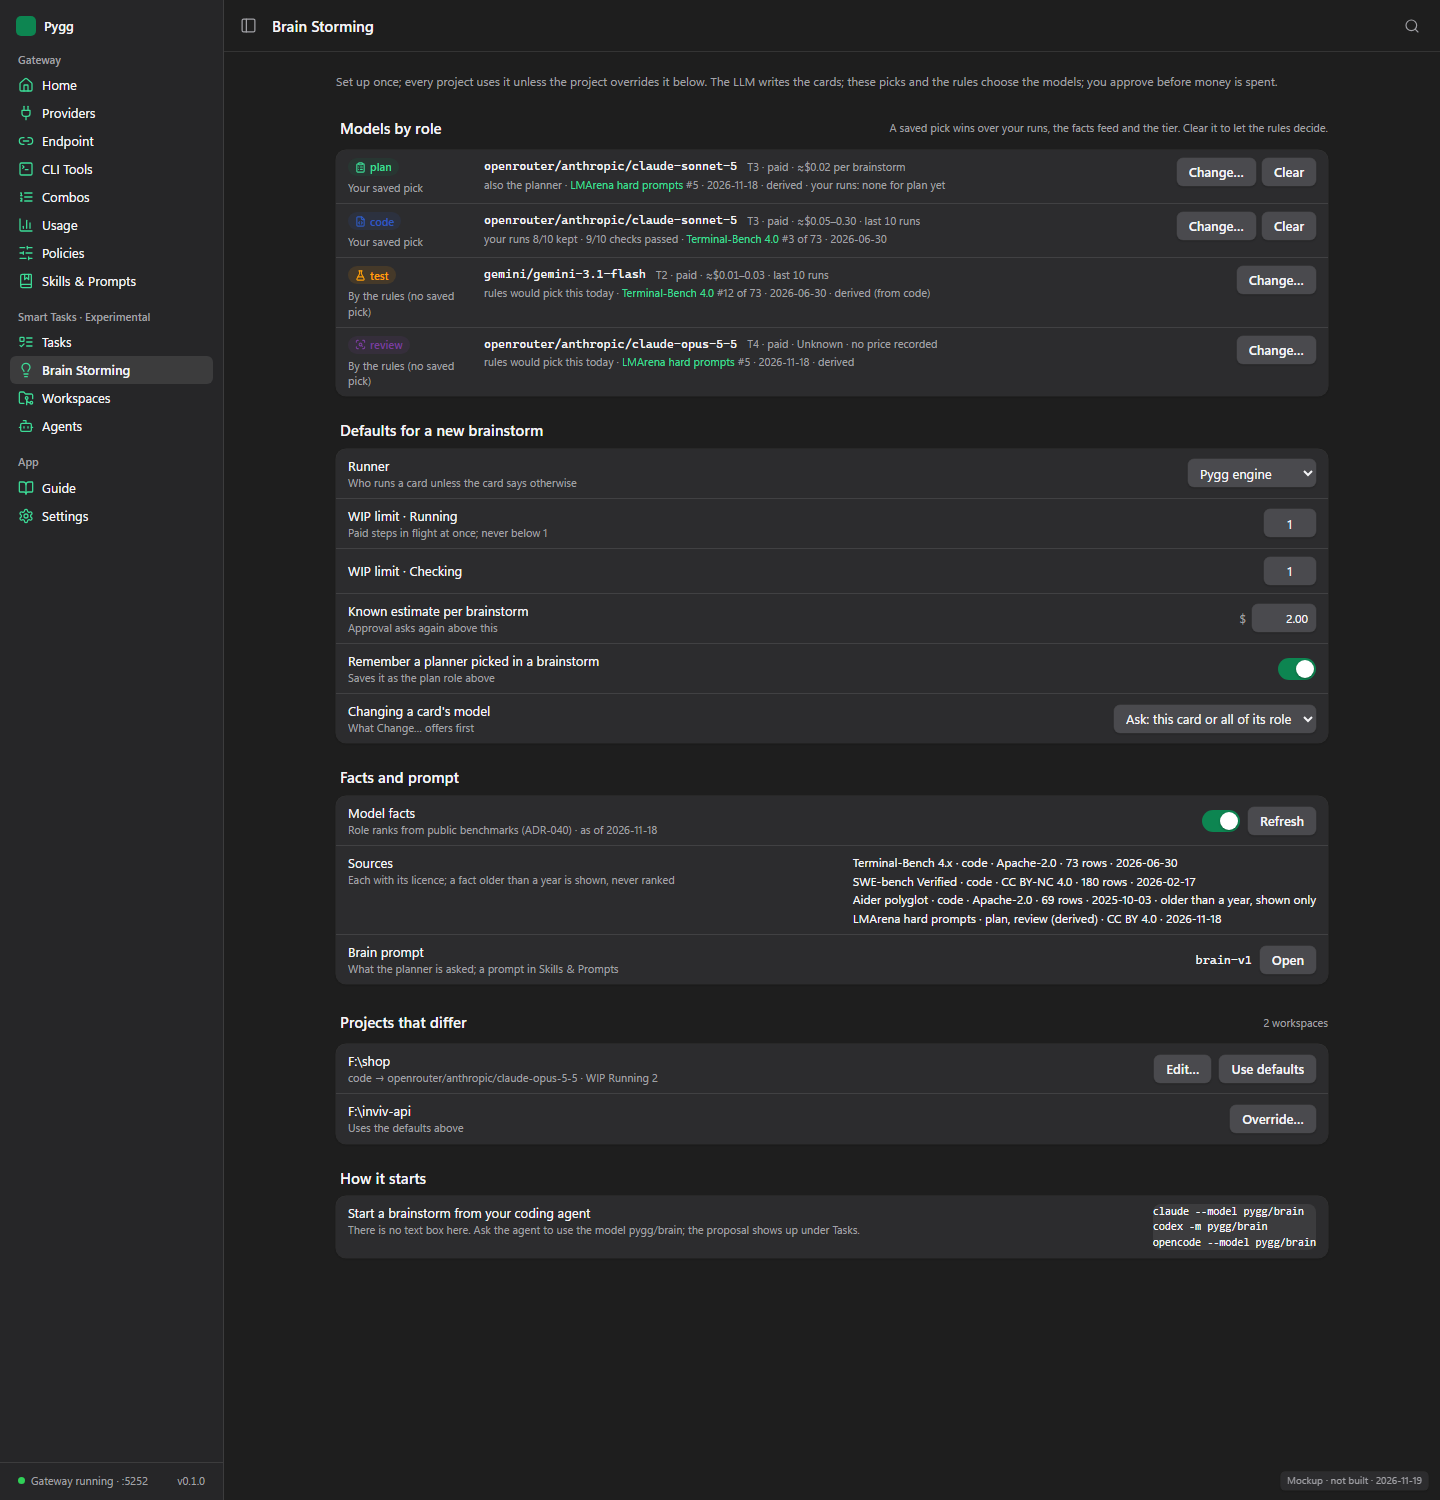 Pygg
Gateway
Home
Providers
Endpoint
CLI Tools
Combos
Usage
Policies
Skills & Prompts
Smart Tasks · Experimental
Tasks
Brain Storming
Workspaces
Agents
App
Guide
Settings
Gateway running · :5252
v0.1.0
Brain Storming
Set up once; every project uses it unless the project overrides it below. The LLM writes the cards; these picks and the rules choose the models; you approve before money is spent.
Models by role
A saved pick wins over your runs, the facts feed and the tier. Clear it to let the rules decide.
plan
Your saved pick
openrouter/anthropic/claude-sonnet-5 T3 · paid · ≈$0.02 per brainstorm
also the planner · LMArena hard prompts #5 · 2026-11-18 · derived · your runs: none for plan yet
Change...
Clear
code
Your saved pick
openrouter/anthropic/claude-sonnet-5 T3 · paid · ≈$0.05–0.30 · last 10 runs
your runs 8/10 kept · 9/10 checks passed · Terminal-Bench 4.0 #3 of 73 · 2026-06-30
Change...
Clear
test
By the rules (no saved
pick)
gemini/gemini-3.1-flash T2 · paid · ≈$0.01–0.03 · last 10 runs
rules would pick this today · Terminal-Bench 4.0 #12 of 73 · 2026-06-30 · derived (from code)
Change...
review
By the rules (no saved
pick)
openrouter/anthropic/claude-opus-5-5 T4 · paid · Unknown · no price recorded
rules would pick this today · LMArena hard prompts #5 · 2026-11-18 · derived
Change...
Defaults for a new brainstorm
Runner
Who runs a card unless the card says otherwise
Pygg engine
WIP limit · Running
Paid steps in flight at once; never below 1
1
WIP limit · Checking
1
Known estimate per brainstorm
Approval asks again above this
$ 2.00
Remember a planner picked in a brainstorm
Saves it as the plan role above
Changing a card's model
What Change... offers first
Ask: this card or all of its role
Facts and prompt
Model facts
Role ranks from public benchmarks (ADR-040) · as of 2026-11-18
Refresh
Sources
Each with its licence; a fact older than a year is shown, never ranked
Terminal-Bench 4.x · code · Apache-2.0 · 73 rows · 2026-06-30
SWE-bench Verified · code · CC BY-NC 4.0 · 180 rows · 2026-02-17
Aider polyglot · code · Apache-2.0 · 69 rows · 2025-10-03 · older than a year, shown only
LMArena hard prompts · plan, review (derived) · CC BY 4.0 · 2026-11-18
Brain prompt
What the planner is asked; a prompt in Skills & Prompts
brain-v1
Open
Projects that differ
2 workspaces
F:\shop
code → openrouter/anthropic/claude-opus-5-5 · WIP Running 2
Edit...
Use defaults
F:\inviv-api
Uses the defaults above
Override...
How it starts
Start a brainstorm from your coding agent
There is no text box here. Ask the agent to use the model pygg/brain; the proposal shows up under Tasks.
claude --model pygg/brain
codex -m pygg/brain
opencode --model pygg/brain
Mockup · not built · 2026-11-19